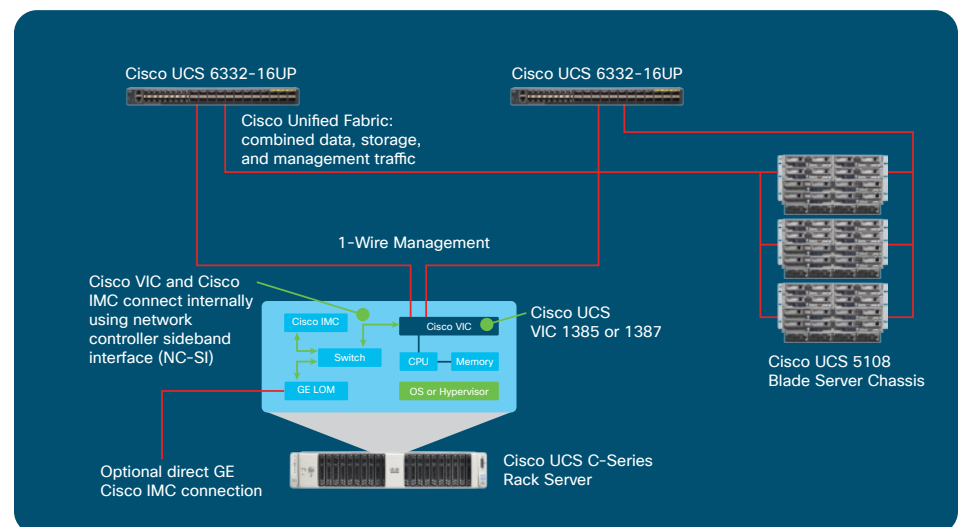 Cisco UCS 6332-16UP
Cisco UCS 6332-16UP
Cisco Unified Fabric:
combined data, storage,
and management traffic
1-Wire Management
Cisco VIC and Cisco
IMC connect internally
using network
controller sideband
interface (NC-SI)
Cisco IMC
Cisco VIC
Switch
CPU
Memory
GE LOM
OS or Hypervisor
Cisco UCS
VIC 1385 or 1387
Cisco UCS 5108
Blade Server Chassis
Optional direct GE
Cisco IMC connection
Cisco UCS C-Series
Rack Server